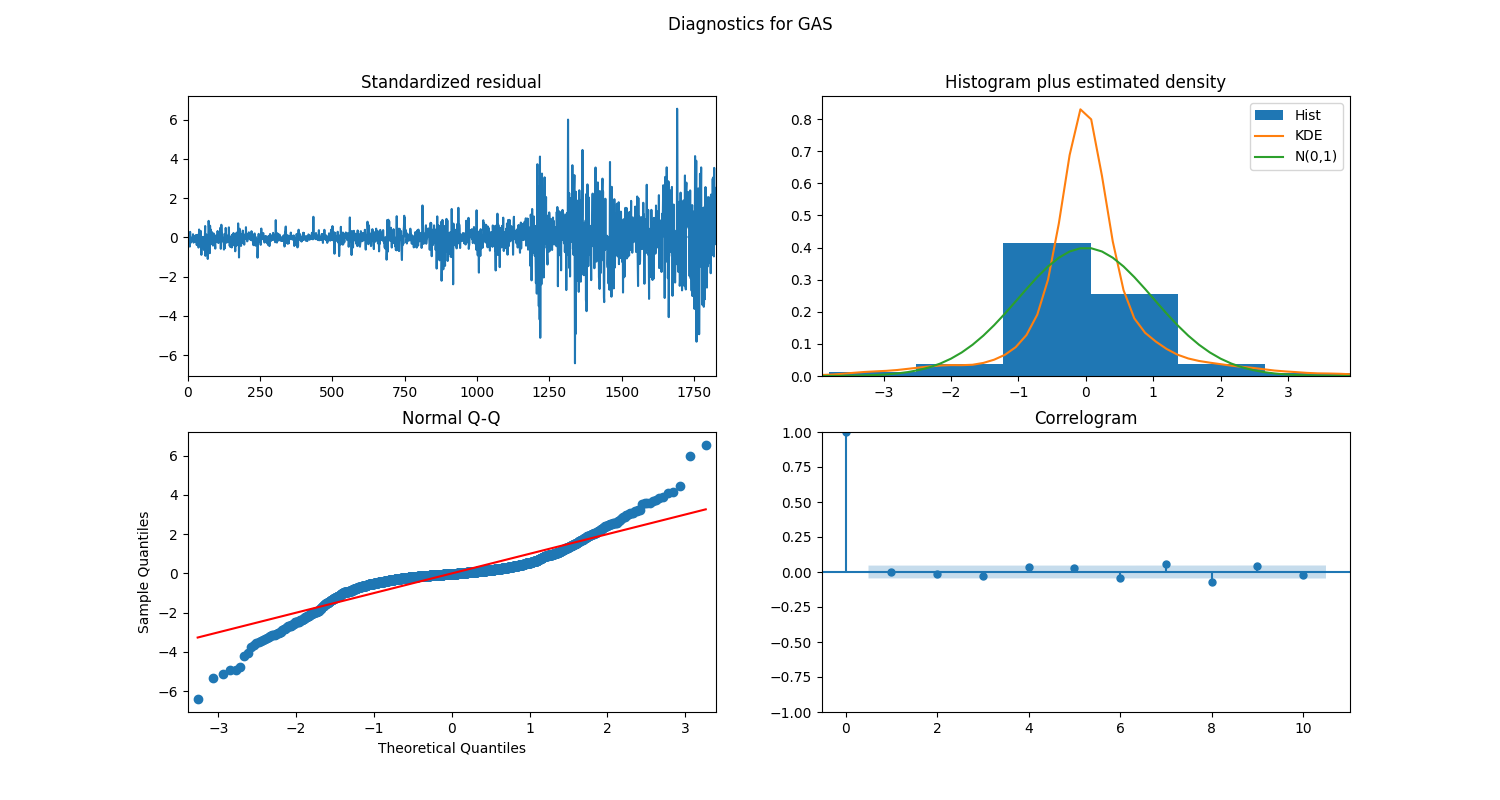 Diagnostics for GAS
Standardized residual
6
4
2
0
−2
−4
−6
0 250 500 750 1000 1250 1500 1750
Histogram plus estimated density
Hist
KDE
N(0,1)
0.8
0.7
0.6
0.5
0.4
0.3
0.2
0.1
0.0
−3 −2 −1 0 1 2 3
Normal Q-Q
Sample Quantiles
6
4
2
0
−2
−4
−6
−3 −2 −1 0 1 2 3
Theoretical Quantiles
Correlogram
1.00
0.75
0.50
0.25
0.00
−0.25
−0.50
−0.75
−1.00
0 2 4 6 8 10